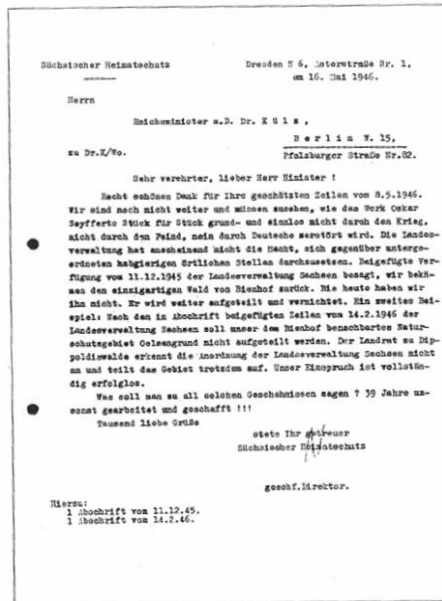 Sächsischer Heimatschutz
Dresden N 6, Asterstraße Nr. 1,
am 16. Mai 1946.
Herrn
Reichsminister a.D. Dr. K ü l z ,
B e r l i n W. 15,
zu Dr.K/Wo.
Pfalzburger Straße Nr.82.
Sehr verehrter, lieber Herr Minister !
Recht schönen Dank für Ihre geschätzten Zeilen vom 8.5.1946.
Wir sind noch nicht weiter und müssen zusehen, wie das Werk Oskar
Seyfferts Stück für Stück grund- und sinnlos nicht durch den Krieg,
nicht durch den Feind, nein durch Deutsche zerstört wird. Die Landes-
verwaltung hat anscheinend nicht die Macht, sich gegenüber unterge-
ordneten habgierigen örtlichen Stellen durchzusetzen. Beigefügte Ver-
fügung vom 11.12.1945 der Landesverwaltung Sachsen besagt, wir bekä-
men den einzigartigen Wald von Bienhof zurück. Bis heute haben wir
ihn nicht. Er wird weiter aufgeteilt und vernichtet. Ein zweites Bei-
spiel: Nach den in Abschrift beigefügten Zeilen vom 14.2.1946 der
Landesverwaltung Sachsen soll unser dem Bienhof benachbartes Natur-
schutzgebiet Oelsengrund nicht aufgeteilt werden. Der Landrat zu Dip-
poldiswalde erkennt die Anordnung der Landesverwaltung Sachsen nicht
an und teilt das Gebiet trotzdem auf. Unser Einspruch ist vollstän-
dig erfolglos.
Was soll man zu all solchen Geschehnissen sagen ? 39 Jahre um-
sonst gearbeitet und geschafft !!!
Tausend liebe Grüße
stets Ihr getreuer
Sächsischer Heimatschutz
geschf.Direktor.
Hierzu:
1 Abschrift vom 11.12.45.
1 Abschrift vom 14.2.46.